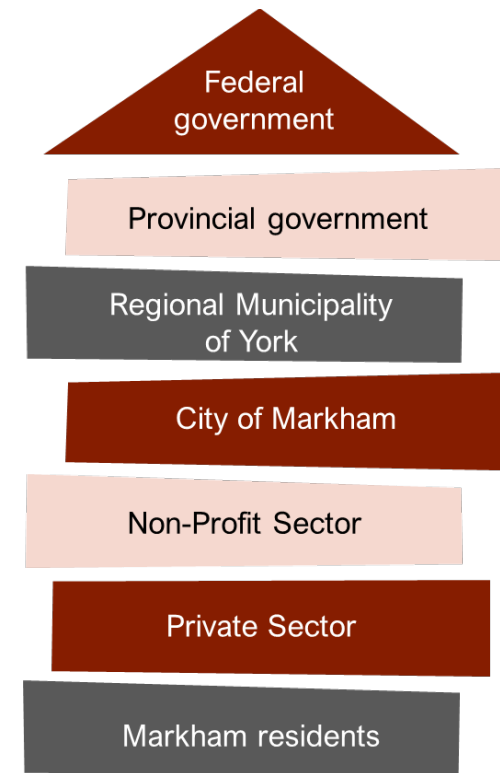 Federal
government
Provincial government
Regional Municipality
of York
City of Markham
Non-Profit Sector
Private Sector
Markham residents